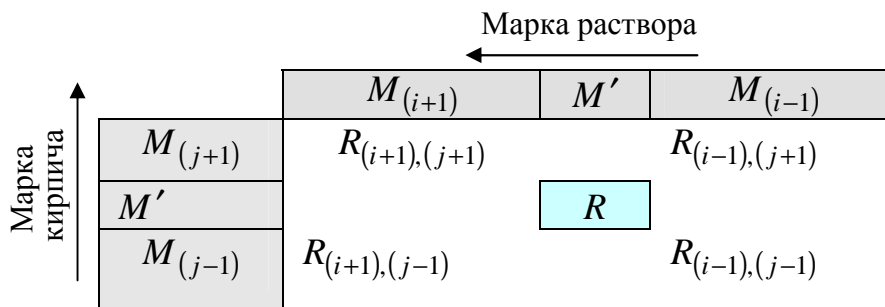 Марка раствора
M(i+1) M′ M(i−1)
Марка
кирпича
M(j+1) R(i+1),(j+1) R(i−1),(j+1)
M′ R
M(j−1) R(i+1),(j−1) R(i−1),(j−1)